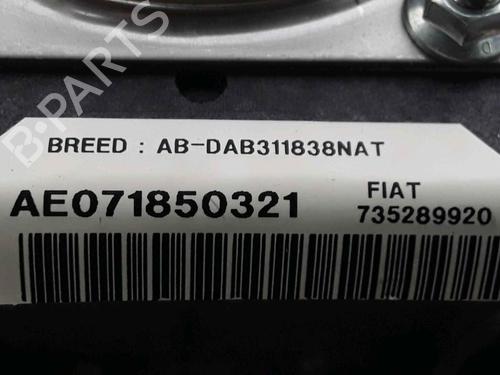 B-PARTS
BREED : AB-DAB311838NAT
AE071850321
FIAT
735289920